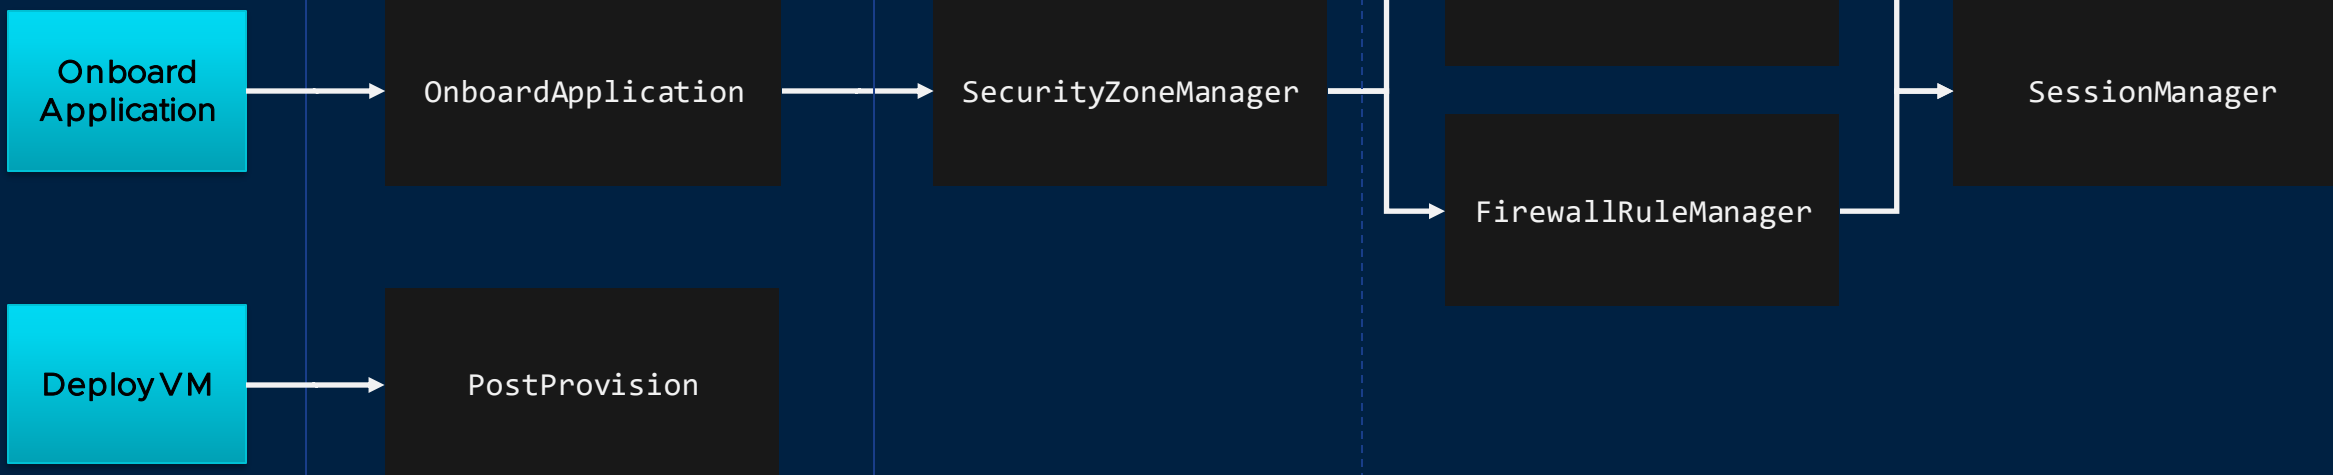 Onboard
Application
OnboardApplication
SecurityZoneManager
SessionManager
FirewallRuleManager
Deploy VM
PostProvision